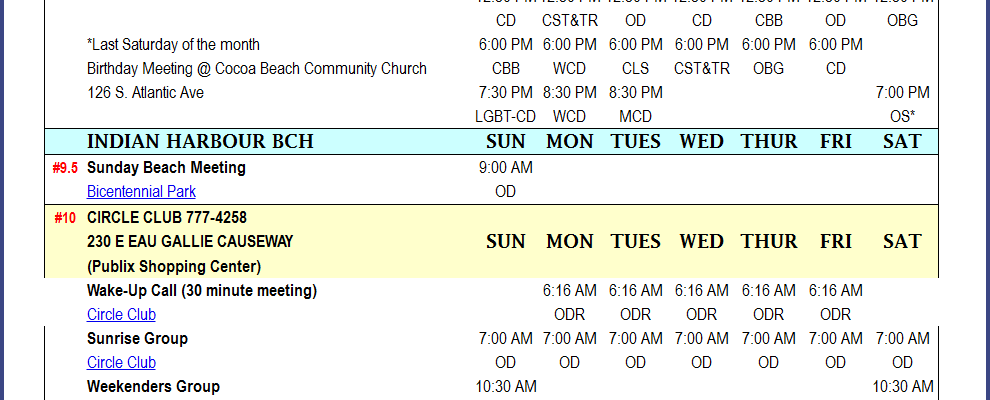 CD CST&TR OD CD CBB OD OBG
*Last Saturday of the month 6:00 PM 6:00 PM 6:00 PM 6:00 PM 6:00 PM 6:00 PM
Birthday Meeting @ Cocoa Beach Community Church CBB WCD CLS CST&TR OBG CD
126 S. Atlantic Ave 7:30 PM 8:30 PM 8:30 PM 7:00 PM
LGBT-CD WCD MCD OS*
INDIAN HARBOUR BCH SUN MON TUES WED THUR FRI SAT
#9.5 Sunday Beach Meeting 9:00 AM
Bicentennial Park OD
#10 CIRCLE CLUB 777-4258
230 E EAU GALLIE CAUSEWAY SUN MON TUES WED THUR FRI SAT
(Publix Shopping Center)
Wake-Up Call (30 minute meeting) 6:16 AM 6:16 AM 6:16 AM 6:16 AM 6:16 AM
Circle Club ODR ODR ODR ODR ODR
Sunrise Group 7:00 AM 7:00 AM 7:00 AM 7:00 AM 7:00 AM 7:00 AM 7:00 AM
Circle Club OD OD OD OD OD OD OD
Weekenders Group 10:30 AM 10:30 AM